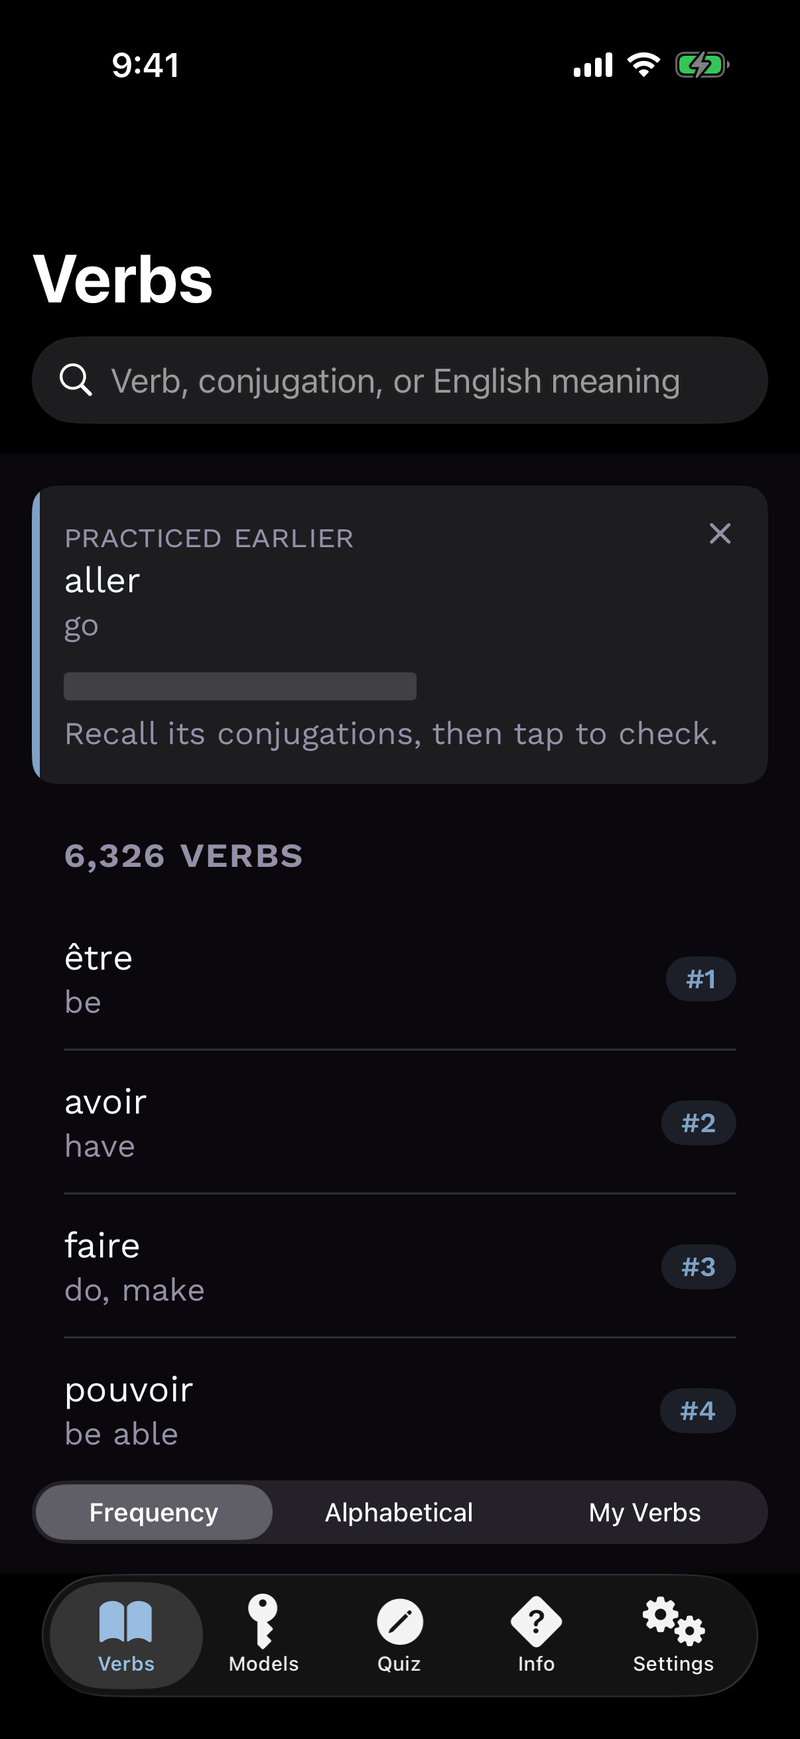 9:41
Verbs
Verb, conjugation, or English meaning
PRACTICED EARLIER
aller
go
Recall its conjugations, then tap to check.
6,326 VERBS
être
be
#1
avoir
have
#2
faire
do, make
#3
pouvoir
be able
#4
Frequency Alphabetical My Verbs
Verbs Models Quiz Info Settings